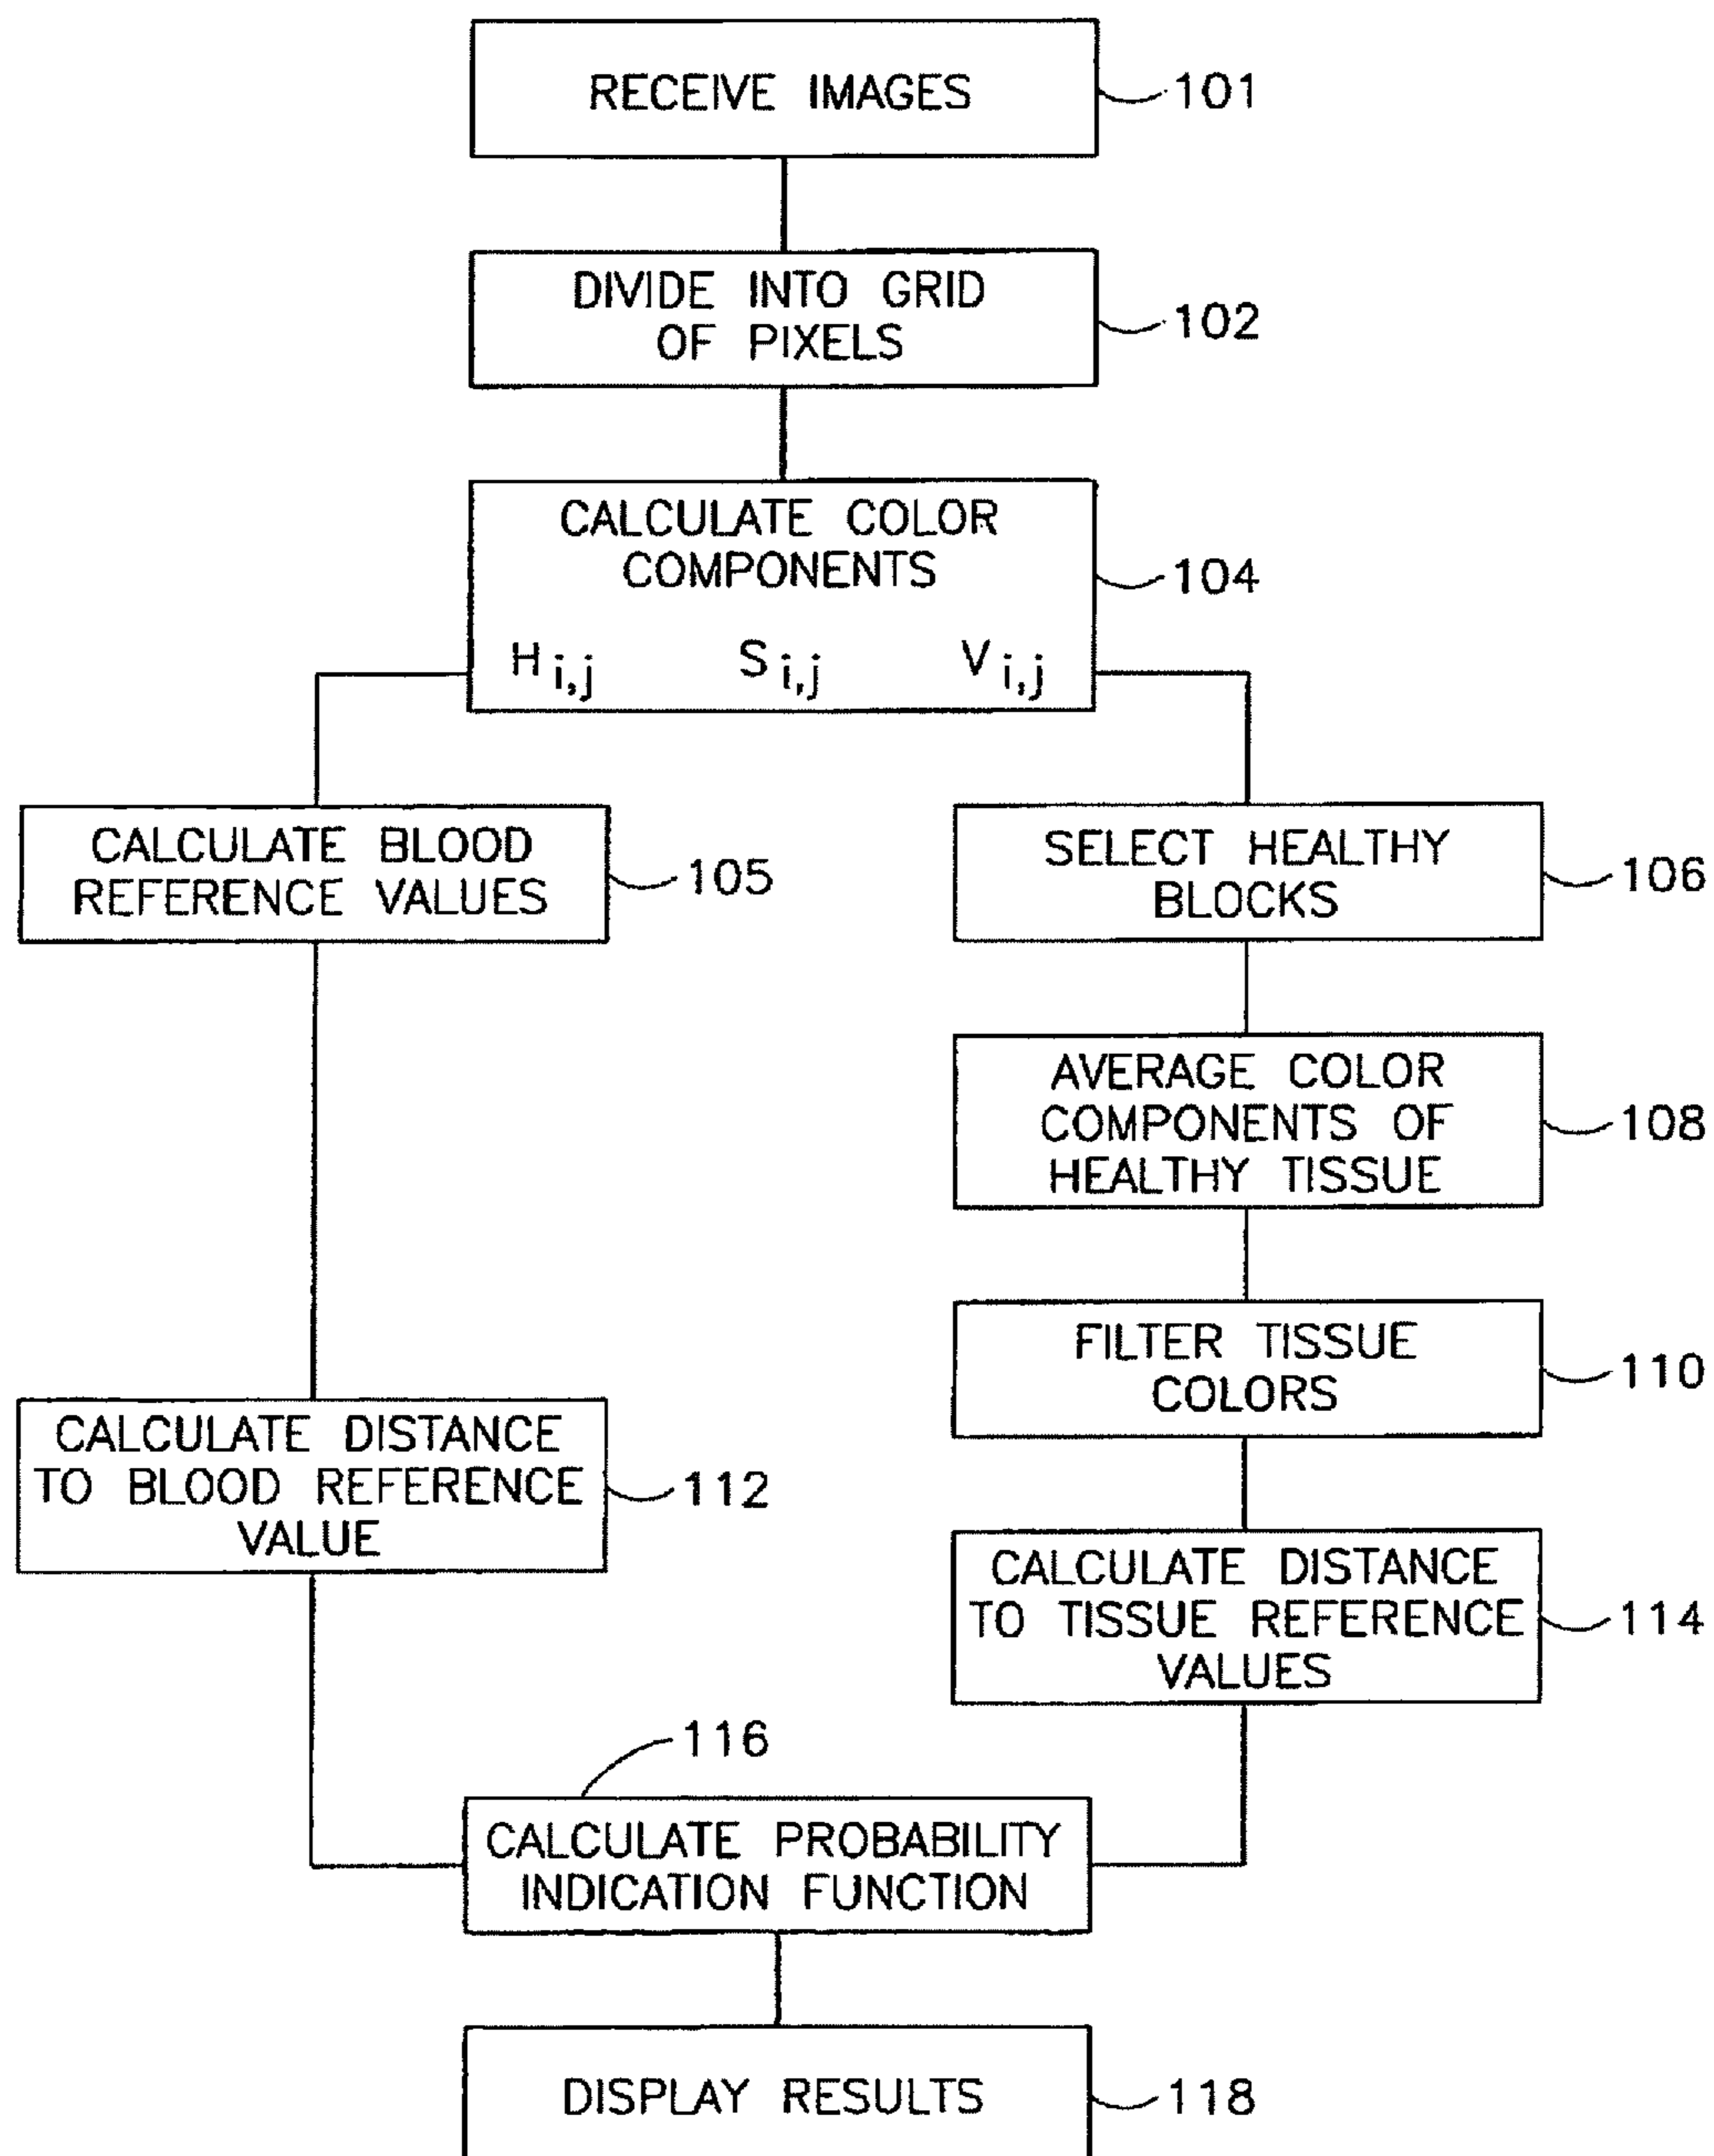 RECEIVE IMAGES
101
DIVIDE INTO GRID
OF PIXELS
102
CALCULATE COLOR
COMPONENTS
H i,j S i,j V i,j
104
CALCULATE BLOOD
REFERENCE VALUES
105
SELECT HEALTHY
BLOCKS
106
AVERAGE COLOR
COMPONENTS OF
HEALTHY TISSUE
108
FILTER TISSUE
COLORS
110
CALCULATE DISTANCE
TO BLOOD REFERENCE
VALUE
112
CALCULATE DISTANCE
TO TISSUE REFERENCE
VALUES
114
116
CALCULATE PROBABILITY
INDICATION FUNCTION
DISPLAY RESULTS
118